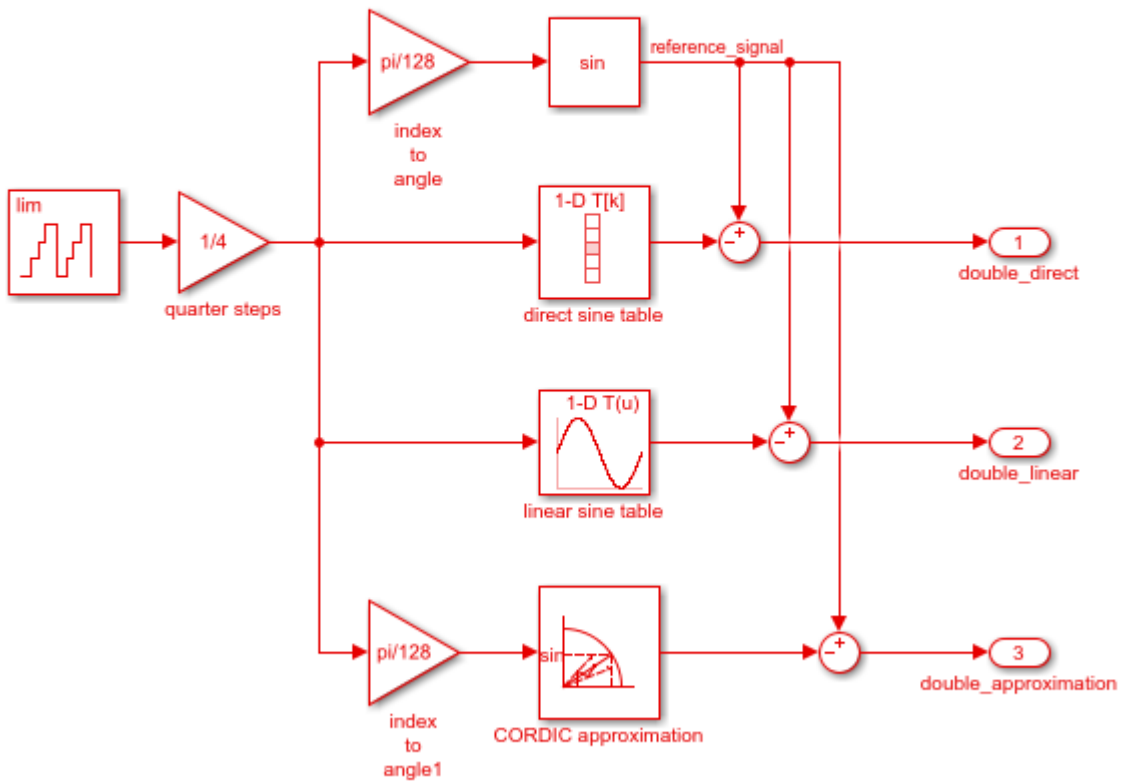 pi/128
index
to
angle
sin
reference_signal
lim
1/4
quarter steps
1-D T[k]
direct sine table
- +
1
double_direct
1-D T(u)
linear sine table
- +
2
double_linear
pi/128
index
to
angle1
sin
CORDIC approximation
- +
3
double_approximation